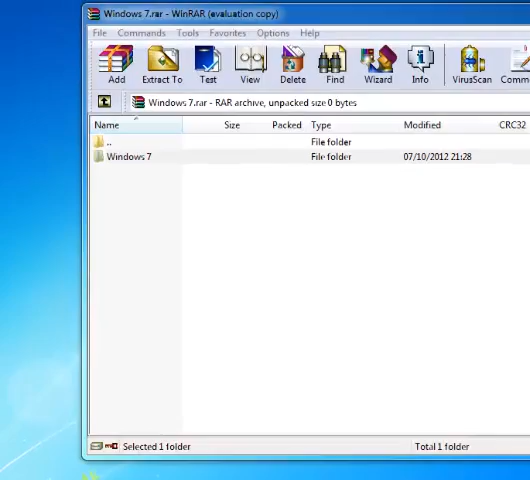 Windows 7.rar - WinRAR (evaluation copy)
File Commands Tools Favorites Options Help
Add Extract To Test View Delete Find Wizard Info VirusScan Comm
Windows 7.rar - RAR archive, unpacked size 0 bytes
Name Size Packed Type Modified CRC32
.. File folder
Windows 7 File folder 07/10/2012 21:28
Selected 1 folder Total 1 folder